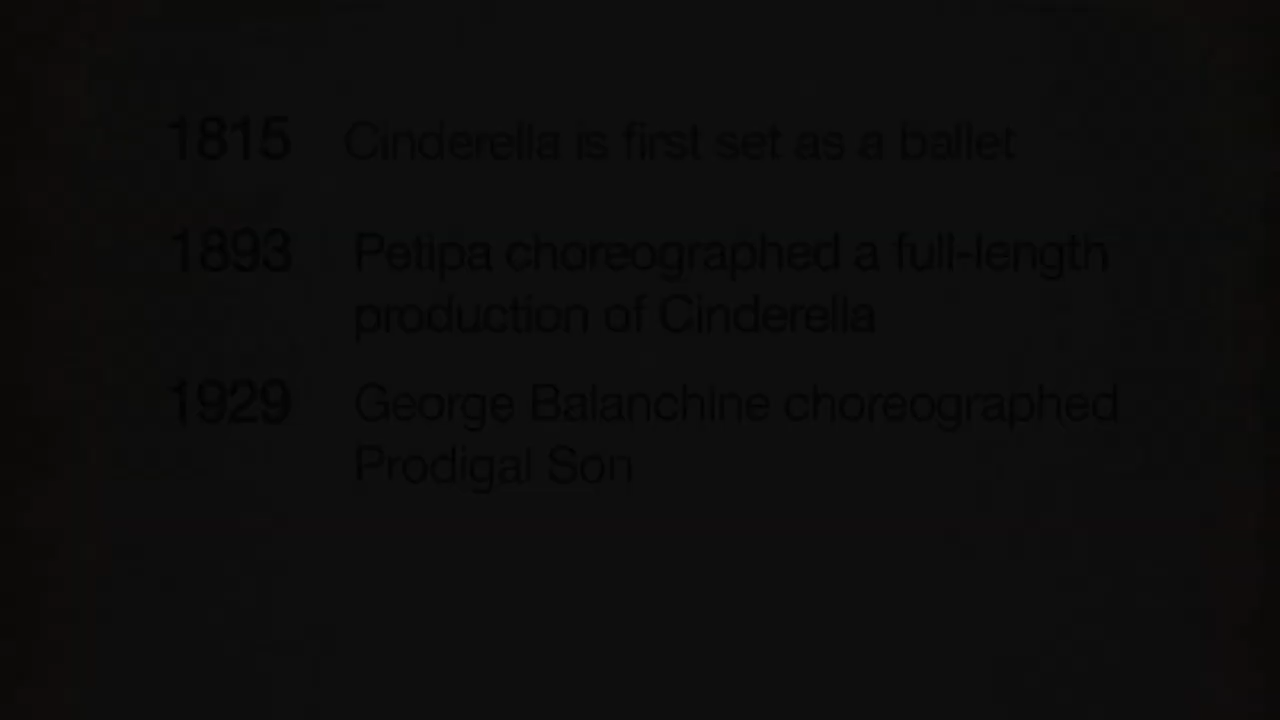 1815 Cinderella is first set as a ballet
1893 Petipa choreographed a full-length
production of Cinderella
1929 George Balanchine choreographed
Prodigal Son